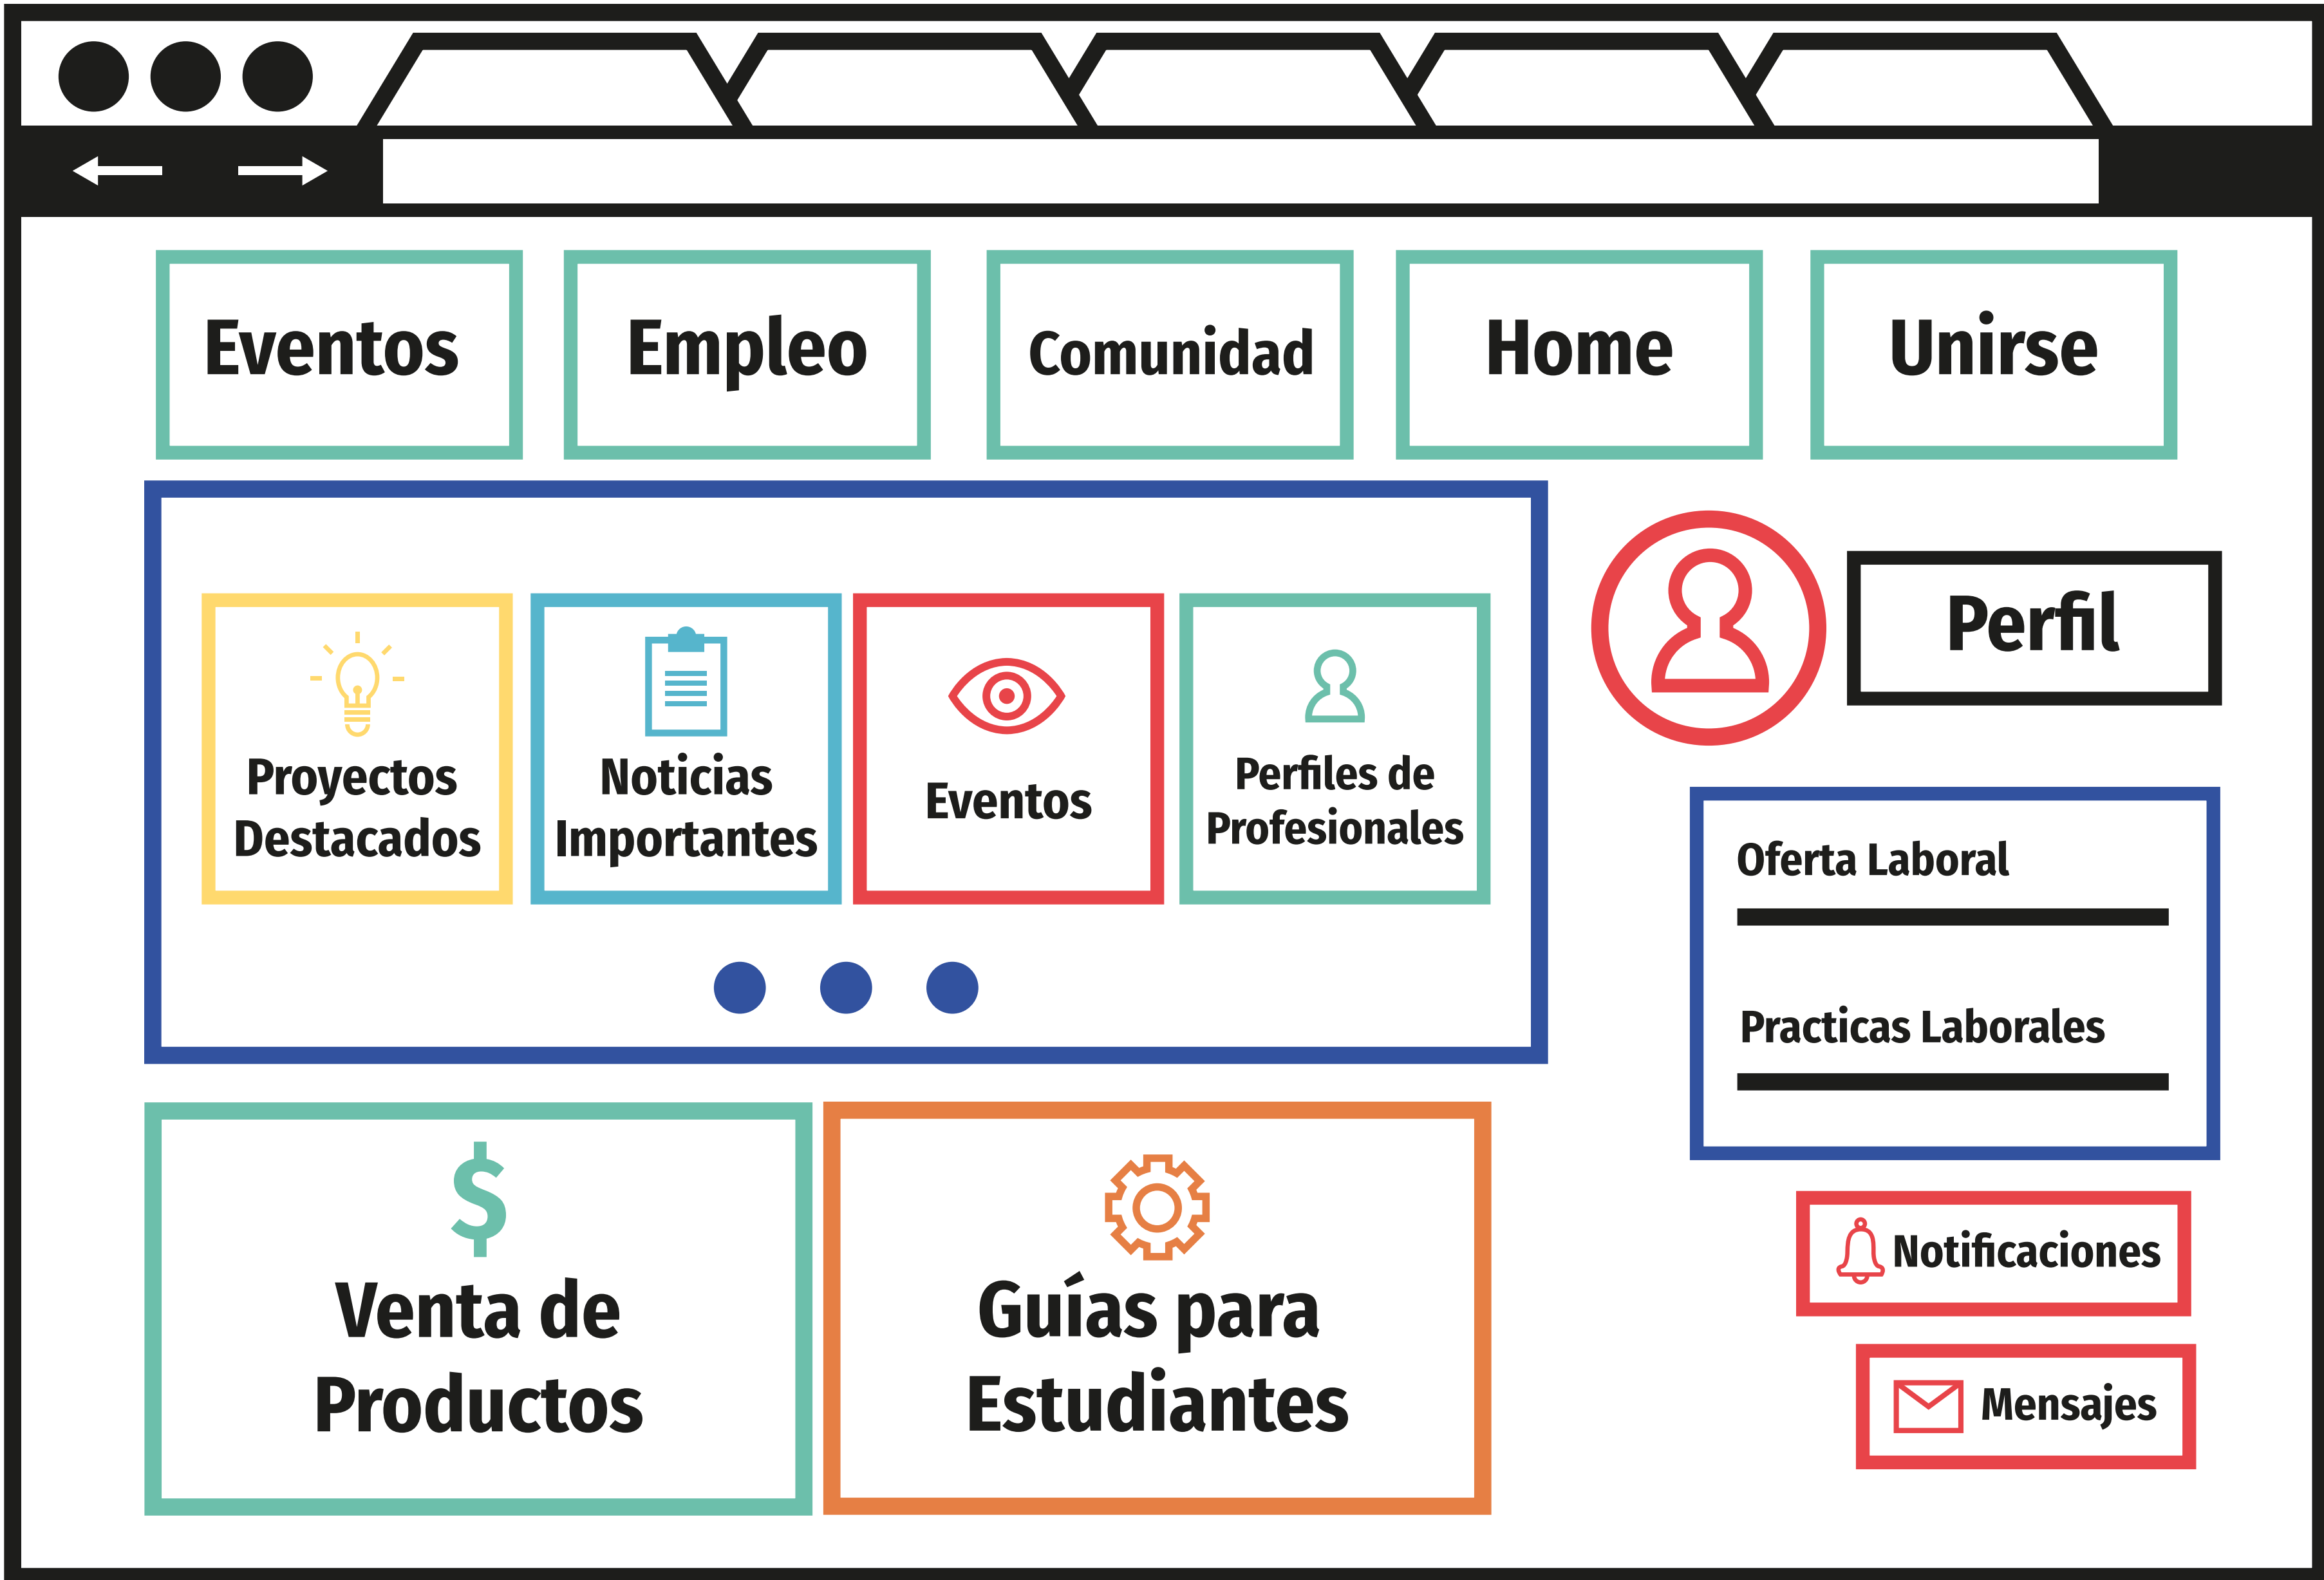 Eventos
Empleo
Comunidad
Home
Unirse
Proyectos
Destacados
Noticias
Importantes
Eventos
Perfiles de
Profesionales
Perfil
Oferta Laboral
Practicas Laborales
$
Venta de
Productos
Guías para
Estudiantes
Notificaciones
Mensajes